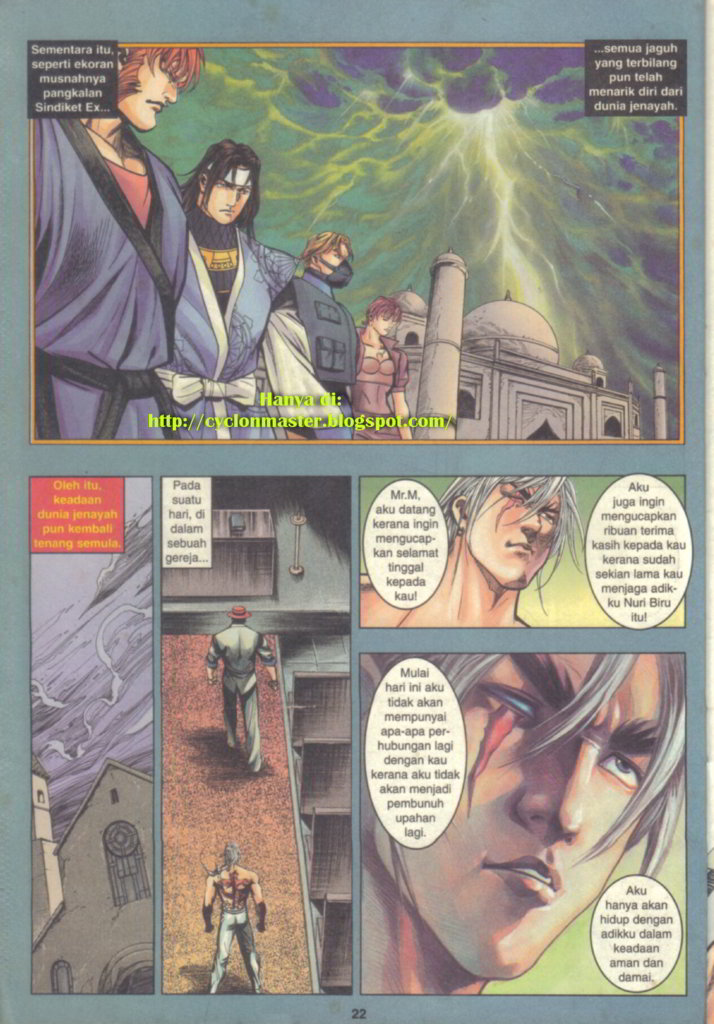 Sementara itu,
seperti ekoran
musnahnya
pangkalan
Sindiket Ex...
...semua jaguh
yang terbilang
pun telah
menarik diri dari
dunia jenayah.
Hanya di:
http://cyclonmaster.blogspot.com/
Oleh itu,
keadaan
dunia jenayah
pun kembali
tenang semula.
Pada
suatu
hari, di
dalam
sebuah
gereja...
Mr.M,
aku datang
kerana ingin
mengucap-
kan selamat
tinggal
kepada
kau!
Aku
juga ingin
mengucapkan
ribuan terima
kasih kepada kau
kerana sudah
sekian lama kau
menjaga adik-
ku Nuri Biru
itu!
Mulai
hari ini aku
tidak akan
mempunyai
apa-apa per-
hubungan lagi
dengan kau
kerana aku tidak
akan menjadi
pembunuh
upahan
lagi.
Aku
hanya akan
hidup dengan
adikku dalam
keadaan
aman dan
damai.
22